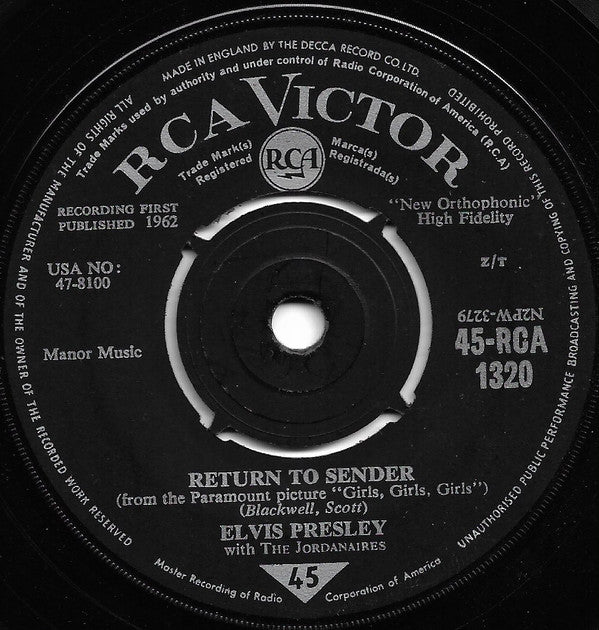 MADE IN ENGLAND BY THE DECCA RECORD CO. LTD.
Trade Marks used by authority and under control of Radio Corporation of America (RCA)
ALL RIGHTS OF THE MANUFACTURER AND OF THE OWNER OF THE RECORDED WORK RESERVED
UNAUTHORISED PUBLIC PERFORMANCE BROADCASTING AND COPYING OF THIS RECORD PROHIBITED
RCA VICTOR
Trade Mark(s)
Registered
RCA
Marca(s)
Registrada(s)
RECORDING FIRST
PUBLISHED 1962
"New Orthophonic"
High Fidelity
USA NO:
47-8100
Z/T
N2PW-3279
Manor Music
45-RCA
1320
RETURN TO SENDER
(from the Paramount picture "Girls, Girls, Girls")
(Blackwell, Scott)
ELVIS PRESLEY
with THE JORDANAIRES
45
Master Recording of Radio Corporation of America